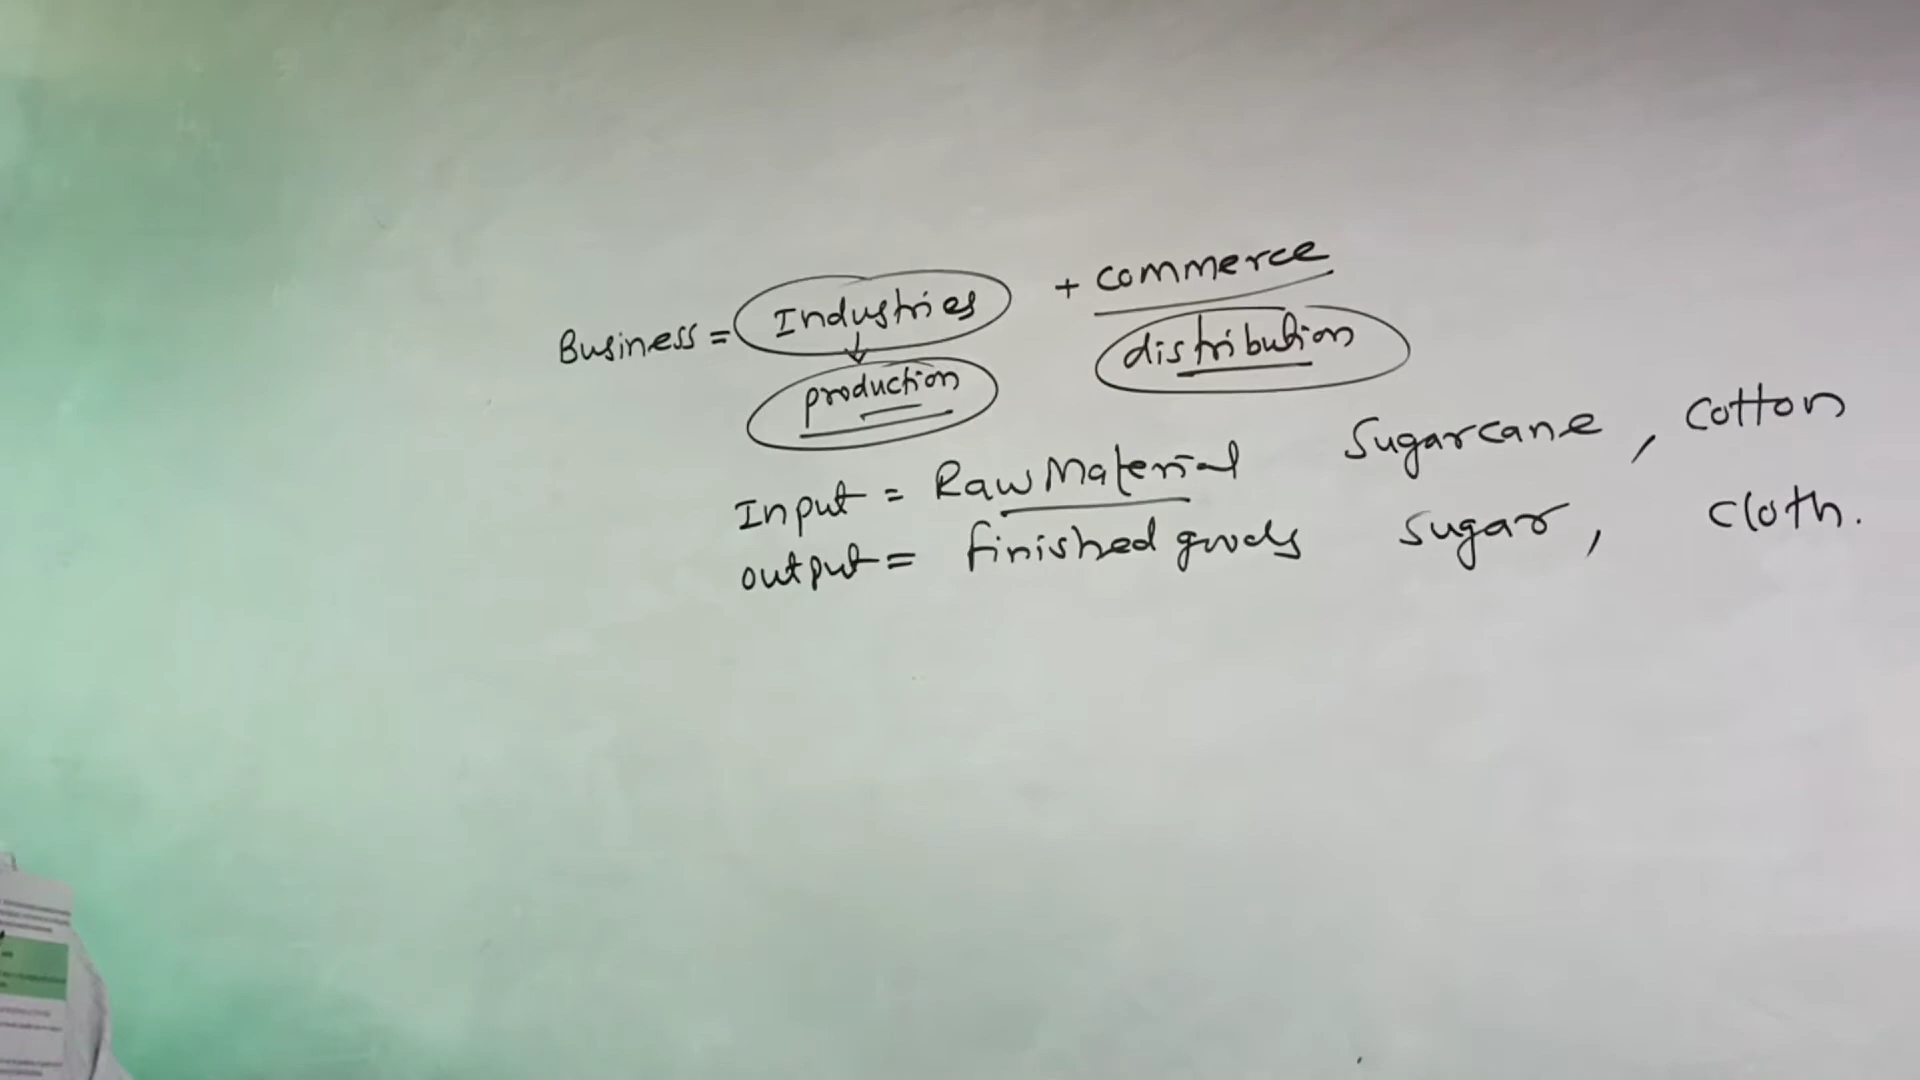 Business = Industries + commerce
production distribution
Input = Raw Material Sugarcane, cotton
output = finished goods sugar, cloth.